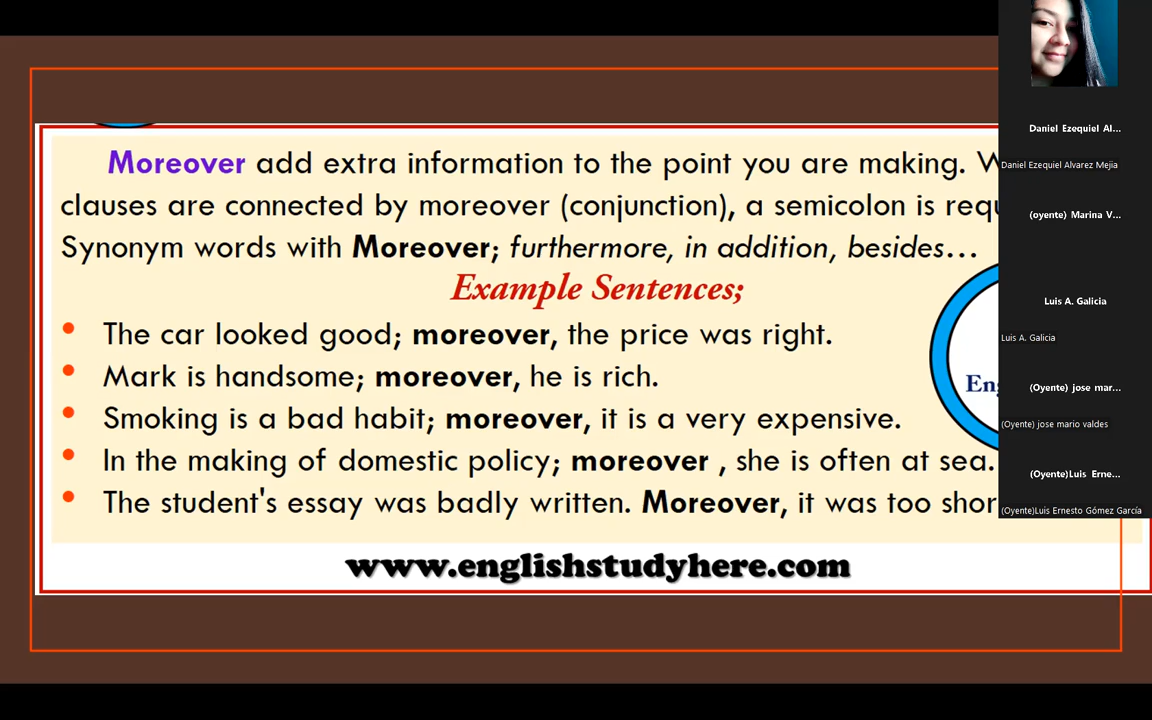 Moreover add extra information to the point you are making.
clauses are connected by moreover (conjunction), a semicolon is
Synonym words with Moreover; furthermore, in addition, besides...
Example Sentences;
• The car looked good; moreover, the price was right.
• Mark is handsome; moreover, he is rich.
• Smoking is a bad habit; moreover, it is a very expensive.
• In the making of domestic policy; moreover , she is often at sea.
• The student's essay was badly written. Moreover, it was too
www.englishstudyhere.com
Daniel Ezequiel Al...
Daniel Ezequiel Alvarez Mejia
(oyente) Marina V...
Luis A. Galicia
Luis A. Galicia
(Oyente) jose mar...
(Oyente) jose mario valdes
(Oyente)Luis Erne...
(Oyente)Luis Ernesto Gómez García